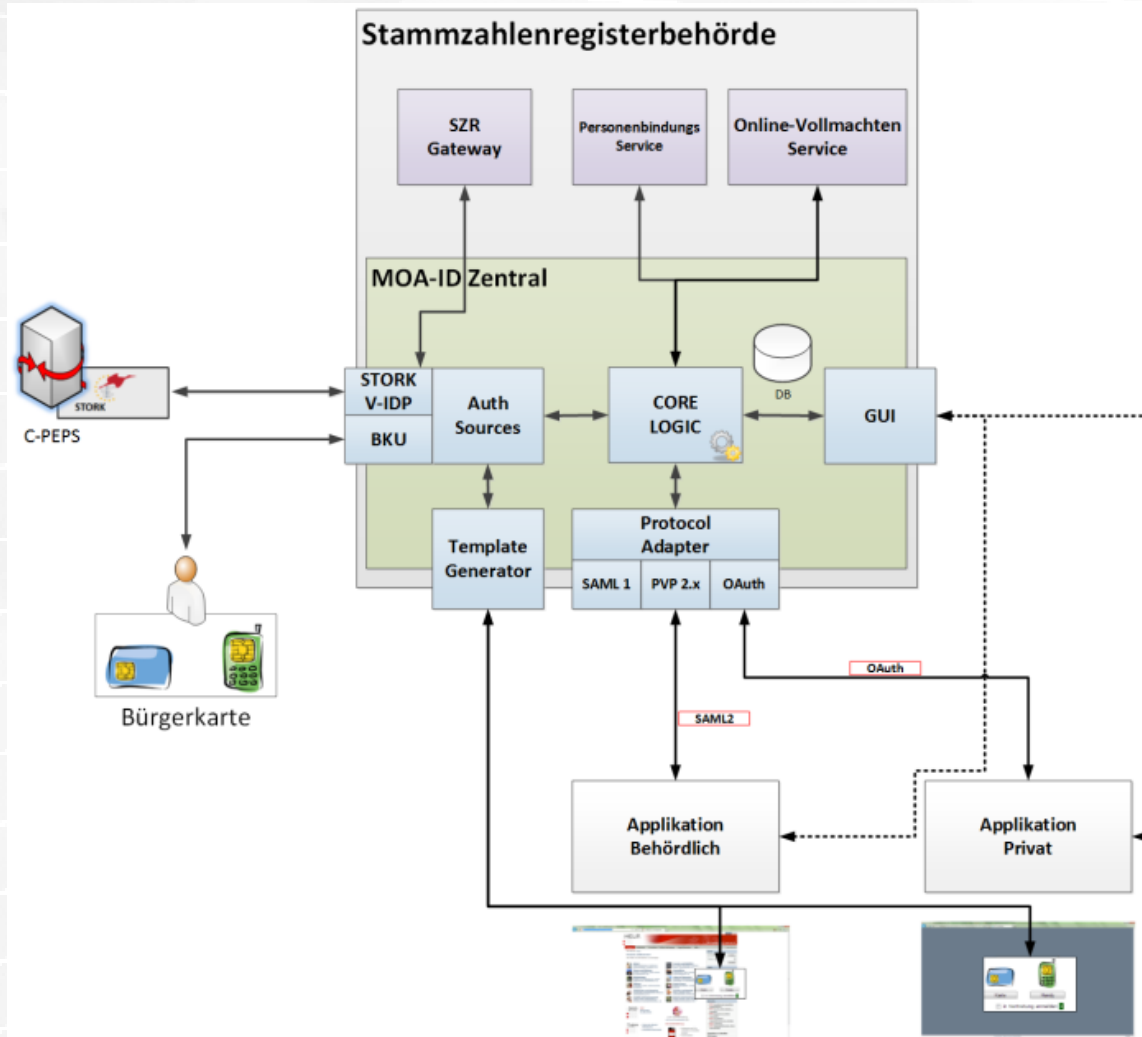 Stammzahlenregisterbehörde
SZR
Gateway
Personenbindungs
Service
Online-Vollmachten
Service
MOA-ID Zentral
STORK
V-IDP
BKU
Auth
Sources
CORE
LOGIC
DB
GUI
STORK
C-PEPS
Template
Generator
Protocol
Adapter
SAML 1
PVP 2.x
OAuth
Bürgerkarte
OAuth
SAML2
Applikation
Behördlich
Applikation
Privat